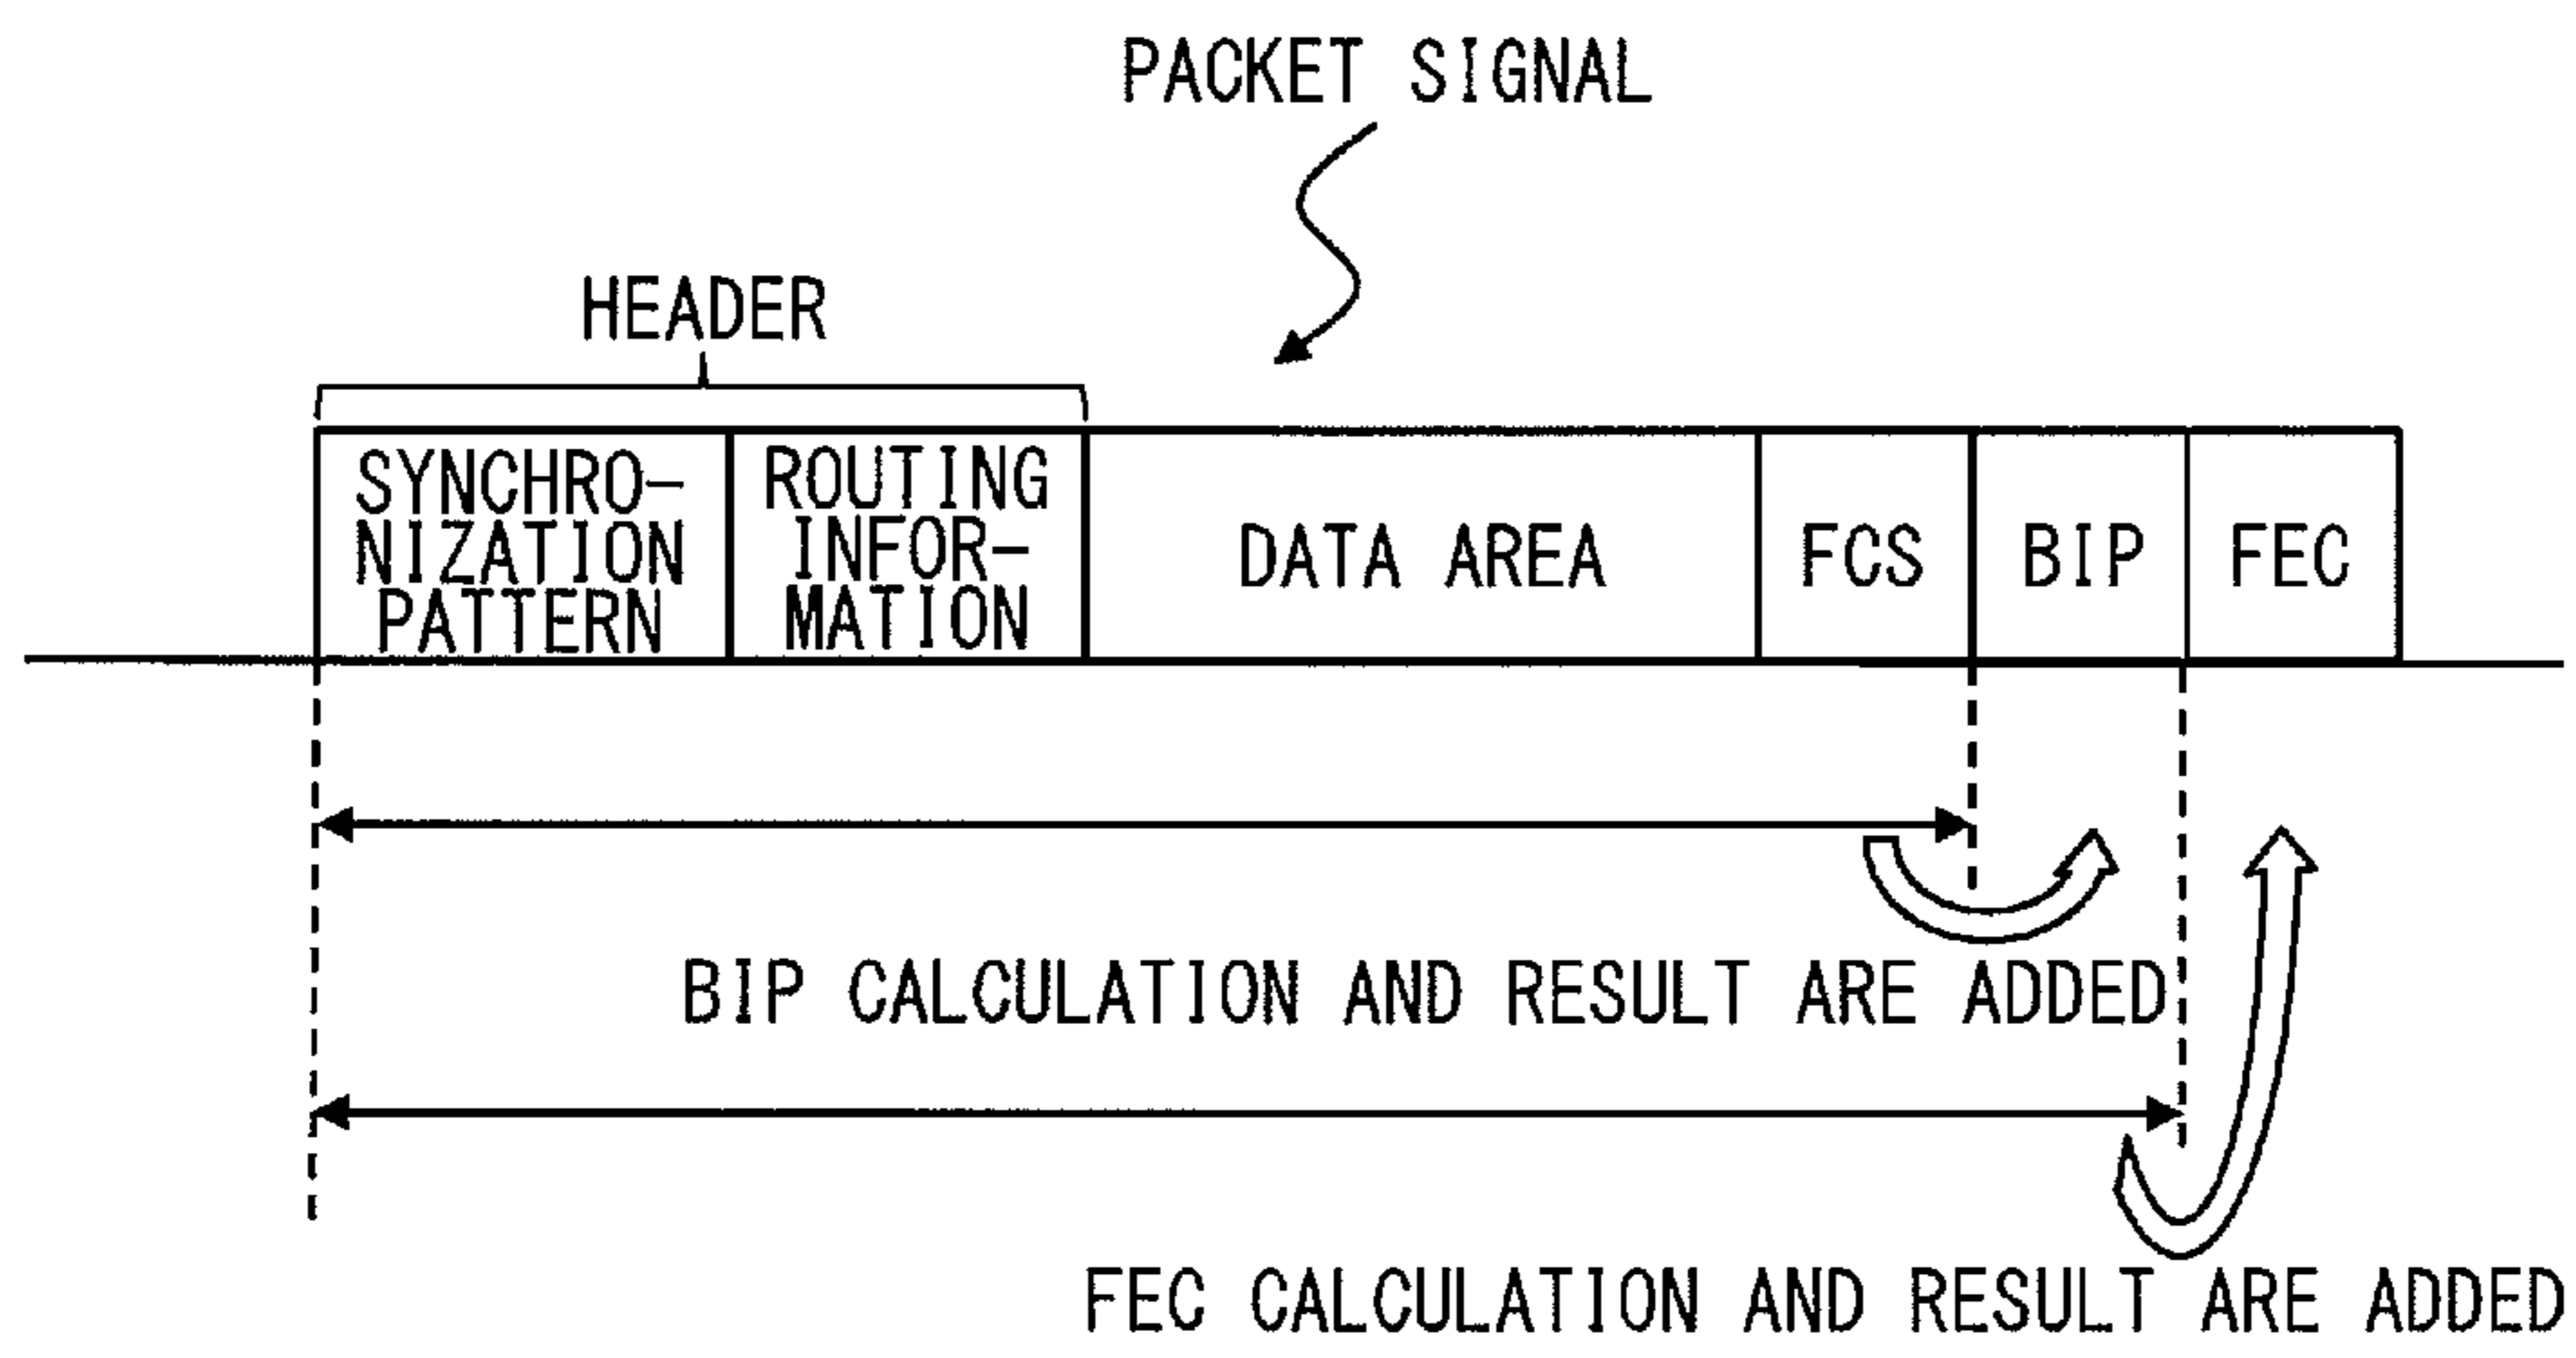 PACKET SIGNAL
HEADER
SYNCHRO-
NIZATION
PATTERN
ROUTING
INFOR-
MATION
DATA AREA
FCS
BIP
FEC
BIP CALCULATION AND RESULT ARE ADDED
FEC CALCULATION AND RESULT ARE ADDED